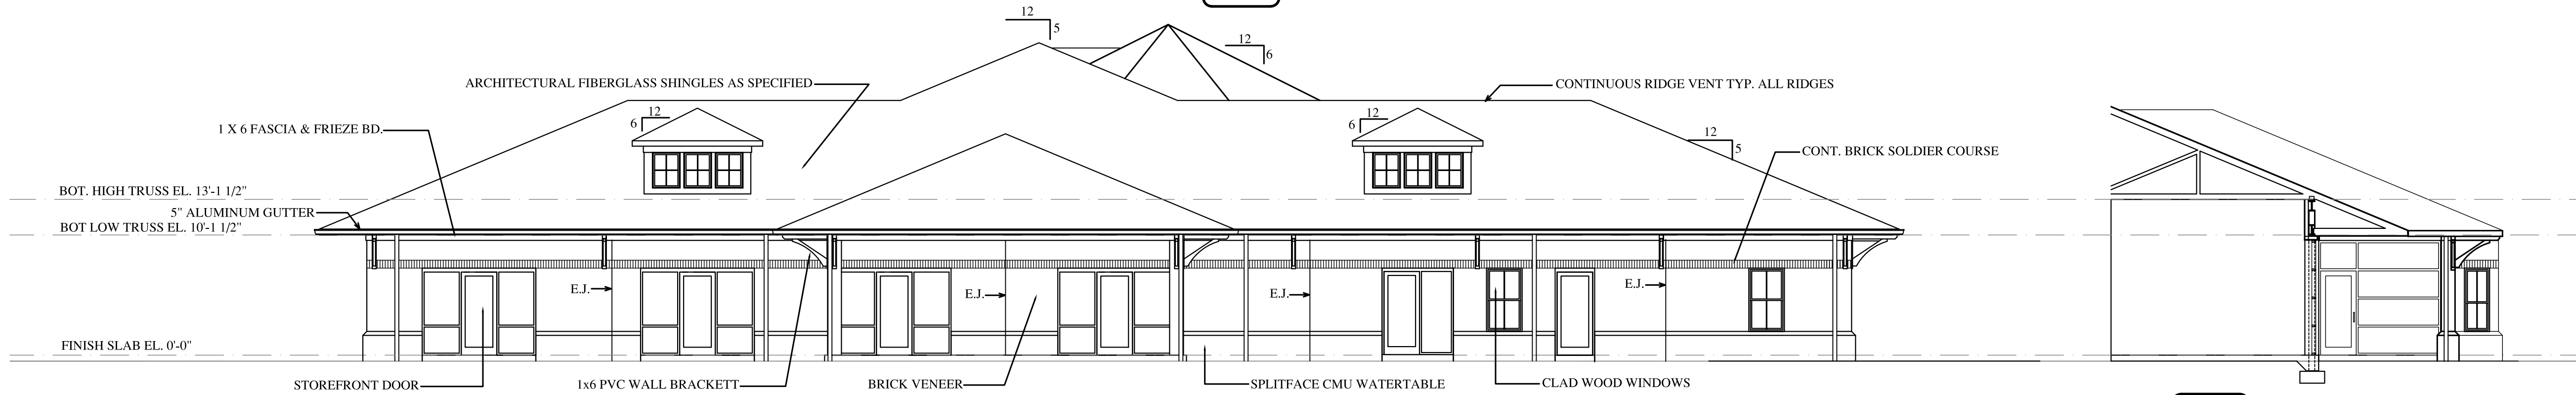 12
5
12
6
ARCHITECTURAL FIBERGLASS SHINGLES AS SPECIFIED
CONTINUOUS RIDGE VENT TYP. ALL RIDGES
12
6
12
6
1 X 6 FASCIA & FRIEZE BD.
12
5
CONT. BRICK SOLDIER COURSE
BOT. HIGH TRUSS EL. 13'-1 1/2"
5" ALUMINUM GUTTER
BOT LOW TRUSS EL. 10'-1 1/2"
E.J.
E.J.
E.J.
E.J.
FINISH SLAB EL. 0'-0"
STOREFRONT DOOR
1x6 PVC WALL BRACKETT
BRICK VENEER
SPLITFACE CMU WATERTABLE
CLAD WOOD WINDOWS